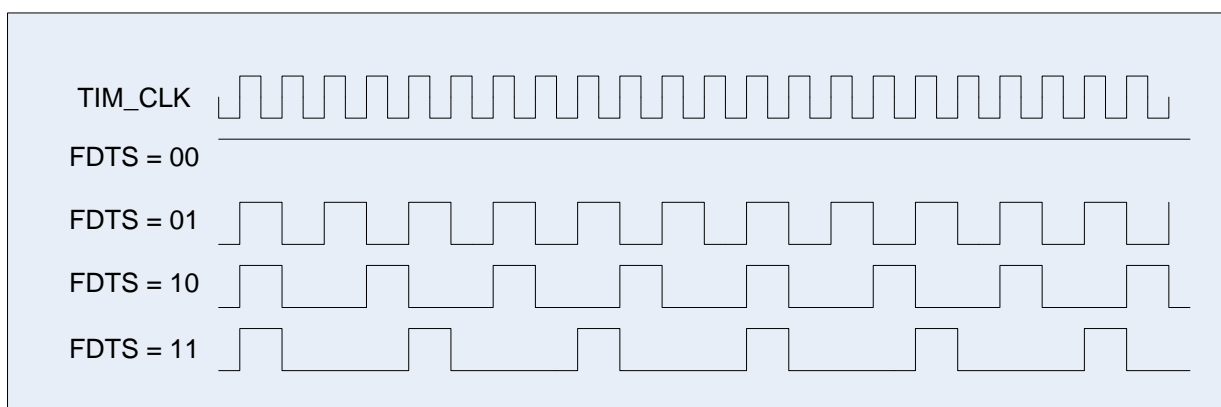 TIM_CLK
FDTS = 00
FDTS = 01
FDTS = 10
FDTS = 11